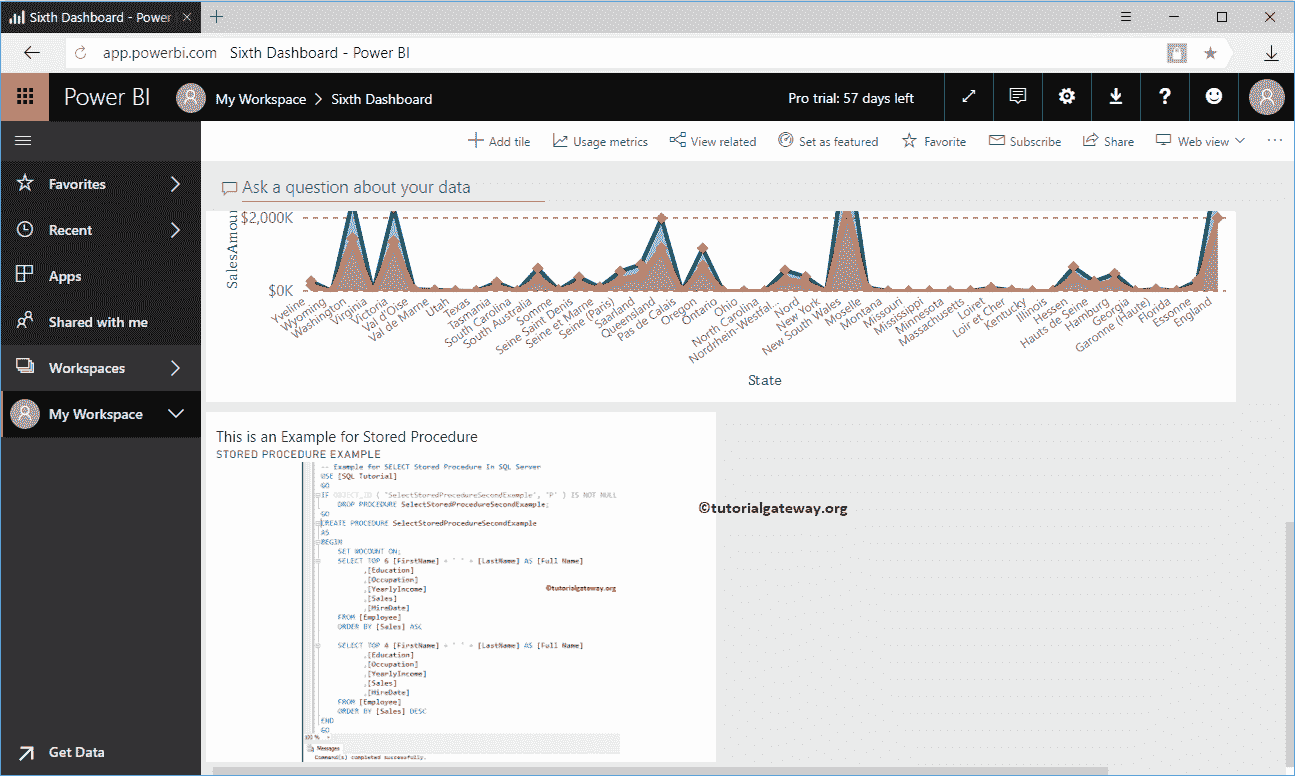 Sixth Dashboard - Power
app.powerbi.com Sixth Dashboard - Power BI
Power BI My Workspace > Sixth Dashboard Pro trial: 57 days left
Add tile Usage metrics View related Set as featured Favorite Subscribe Share Web view
Favorites
Recent
Apps
Shared with me
Workspaces
My Workspace
Get Data
Ask a question about your data
SalesAmou
$2,000K
$0K
Yveline
Wyoming
Washington
Virginia
Victoria
Val d'Oise
Val de Marne
Utah
Texas
Tasmania
South Carolina
South Australia
Somme
Seine Saint Denis
Seine et Marne
Seine (Paris)
Saarland
Queensland
Pas de Calais
Oregon
Ontario
Ohio
North Carolina
Nordrhein-Westfal...
Nord
New York
New South Wales
Moselle
Montana
Missouri
Mississippi
Minnesota
Massachusetts
Loiret
Loir et Cher
Kentucky
Illinois
Hessen
Hauts de Seine
Hamburg
Georgia
Garonne (Haute)
Florida
Essonne
England
State
This is an Example for Stored Procedure
STORED PROCEDURE EXAMPLE
-- Example for SELECT Stored Procedure In SQL Server
USE [SQL Tutorial]
GO
IF OBJECT_ID ( 'SelectStoredProcedureSecondExample', 'P' ) IS NOT NULL
DROP PROCEDURE SelectStoredProcedureSecondExample;
GO
CREATE PROCEDURE SelectStoredProcedureSecondExample
AS
BEGIN
SET NOCOUNT ON;
SELECT TOP 6 [FirstName] + ' ' + [LastName] AS [Full Name]
,[Education]
,[Occupation]
,[YearlyIncome]
,[Sales]
,[HireDate]
FROM [Employee]
ORDER BY [Sales] ASC
SELECT TOP 4 [FirstName] + ' ' + [LastName] AS [Full Name]
,[Education]
,[Occupation]
,[YearlyIncome]
,[Sales]
,[HireDate]
FROM [Employee]
ORDER BY [Sales] DESC
END
GO
100 %
Messages
Command(s) completed successfully.
©tutorialgateway.org
©tutorialgateway.org